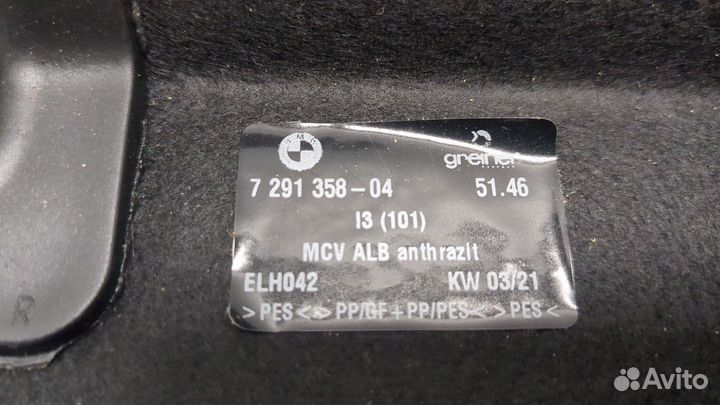 BMW
greiner
7 291 358-04 51.46
I3 (101)
MCV ALB anthrazit
ELH042 KW 03/21
>PES<>PP/GF+PP/PES<>PES<
R
Avito